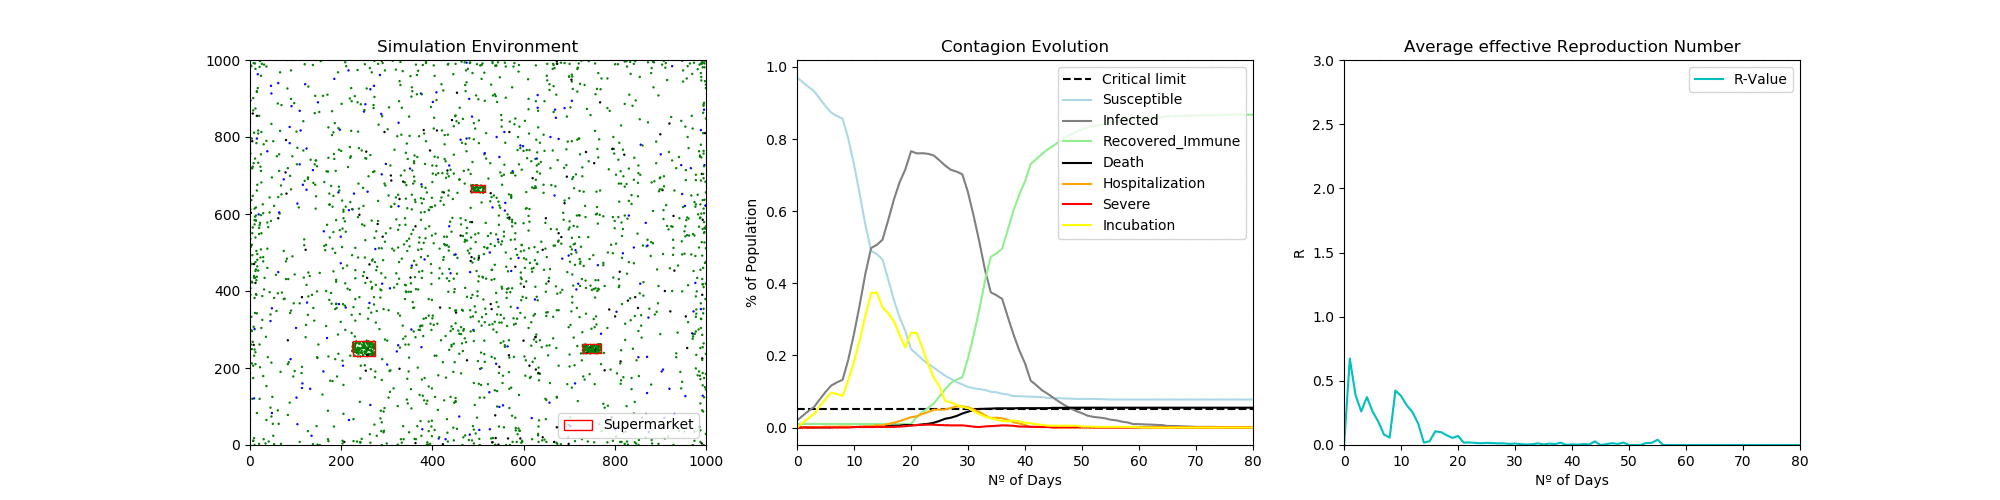 Simulation Environment
1000
800
600
400
200
0
0 200 400 600 800 1000
Supermarket
Contagion Evolution
% of Population
1.0
0.8
0.6
0.4
0.2
0.0
0 10 20 30 40 50 60 70 80
Nº of Days
Critical limit
Susceptible
Infected
Recovered_Immune
Death
Hospitalization
Severe
Incubation
Average effective Reproduction Number
R
3.0
2.5
2.0
1.5
1.0
0.5
0.0
0 10 20 30 40 50 60 70 80
Nº of Days
R-Value